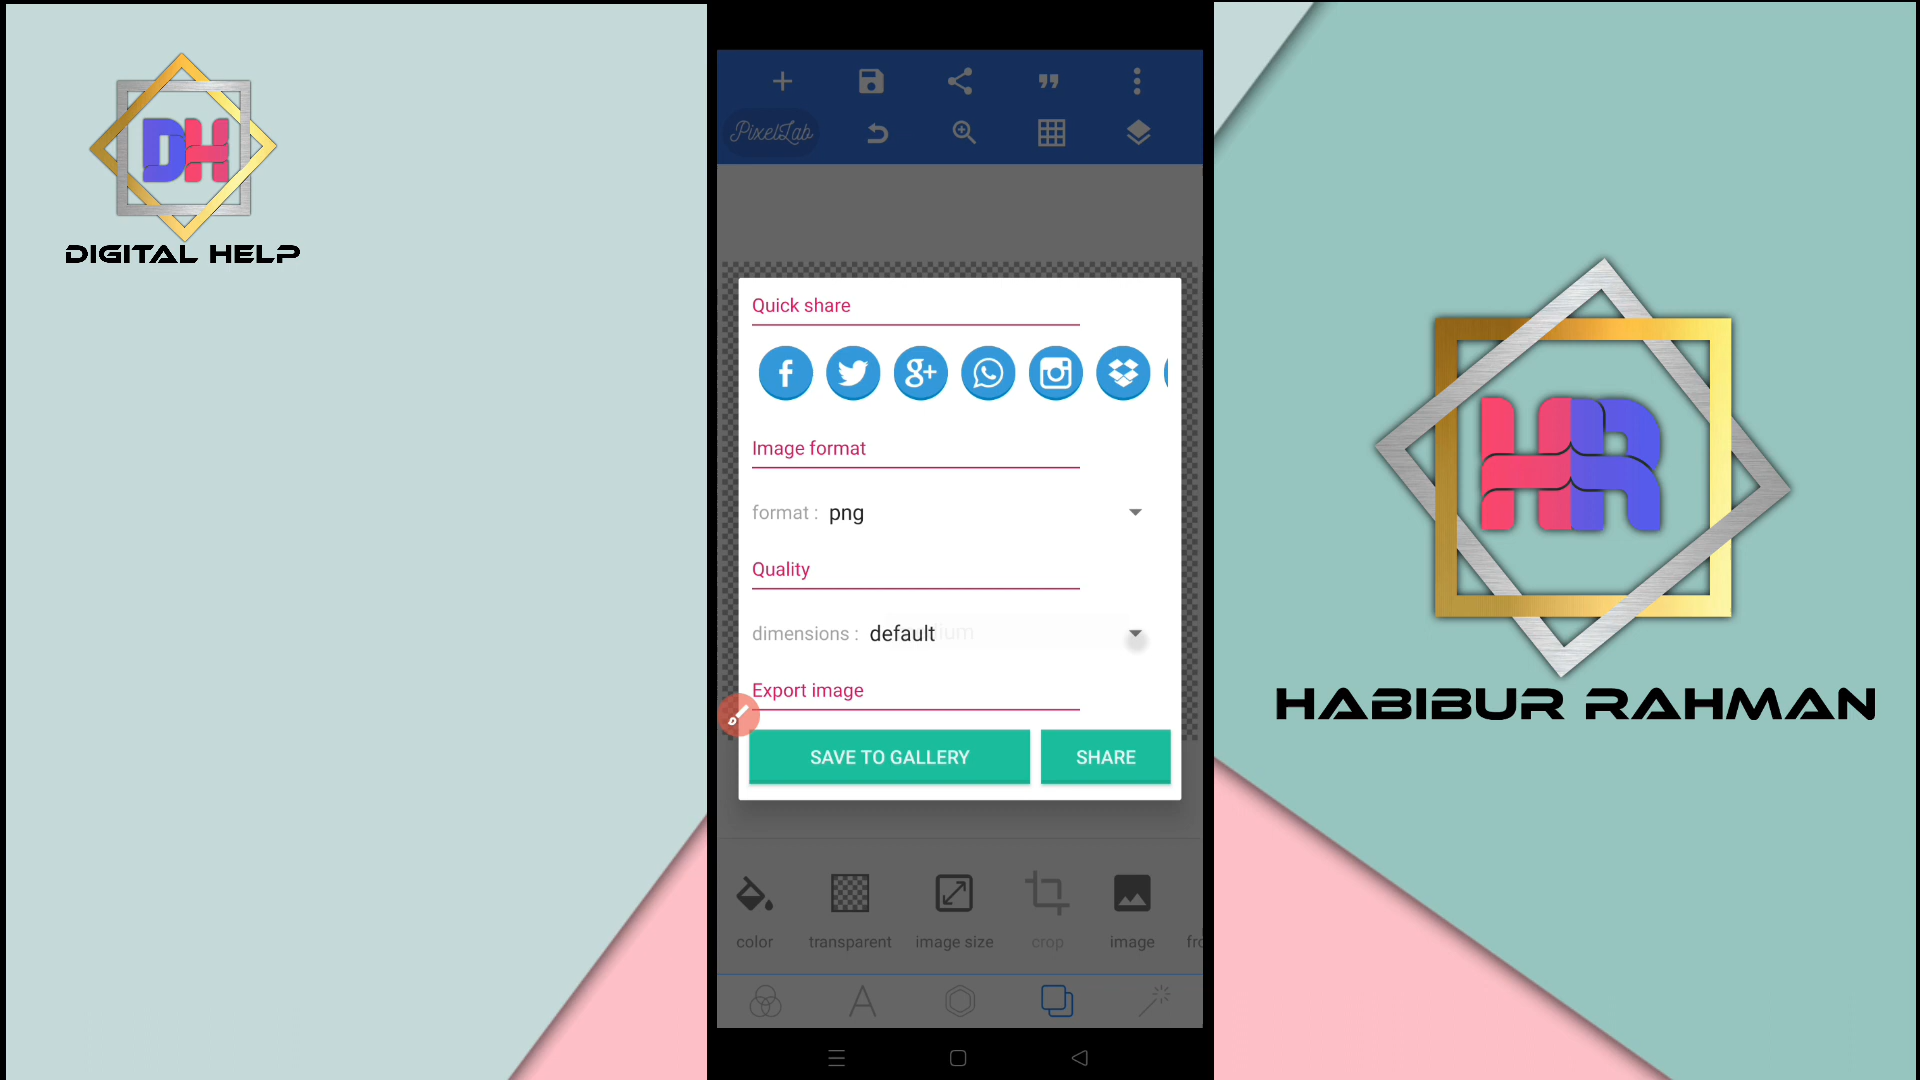 DH
DIGITAL HELP
PixelLab
Quick share
g+
Image format
format : png
Quality
dimensions : default
Export image
SAVE TO GALLERY
SHARE
color
transparent
image size
crop
image
A
HR
HABIBUR RAHMAN